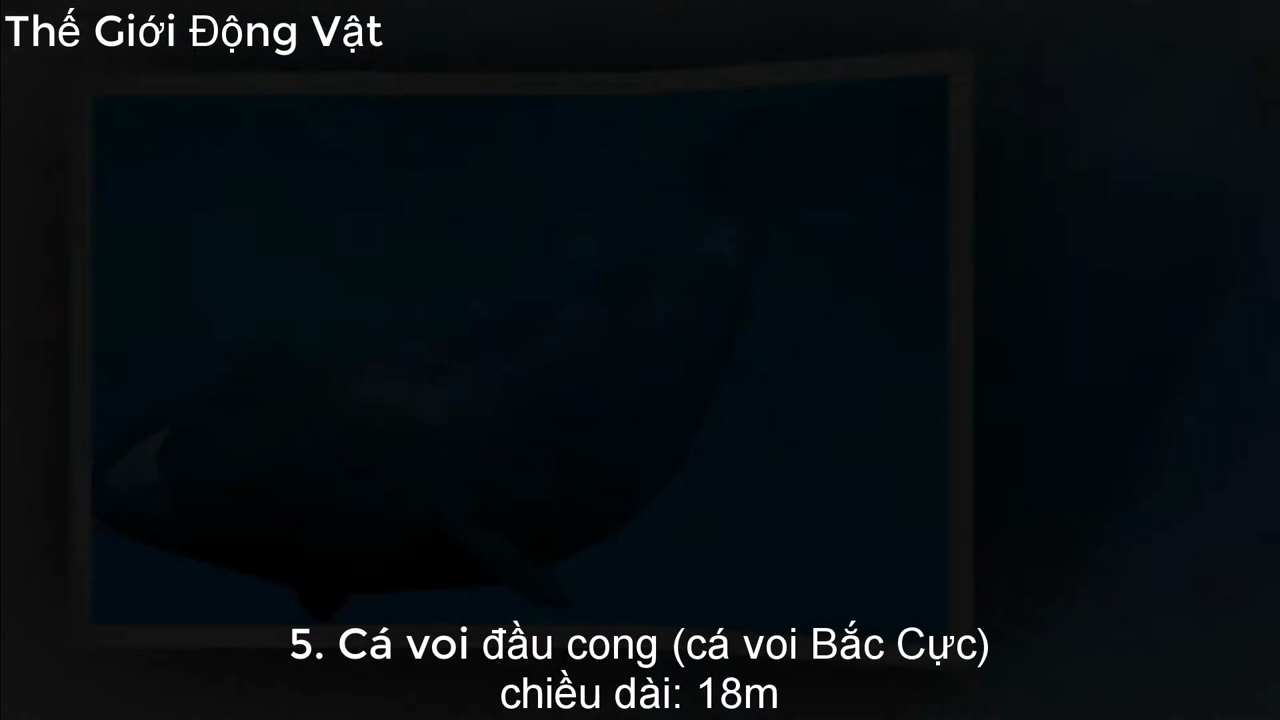 Thế Giới Động Vật
5. Cá voi đầu cong (cá voi Bắc Cực)
chiều dài: 18m